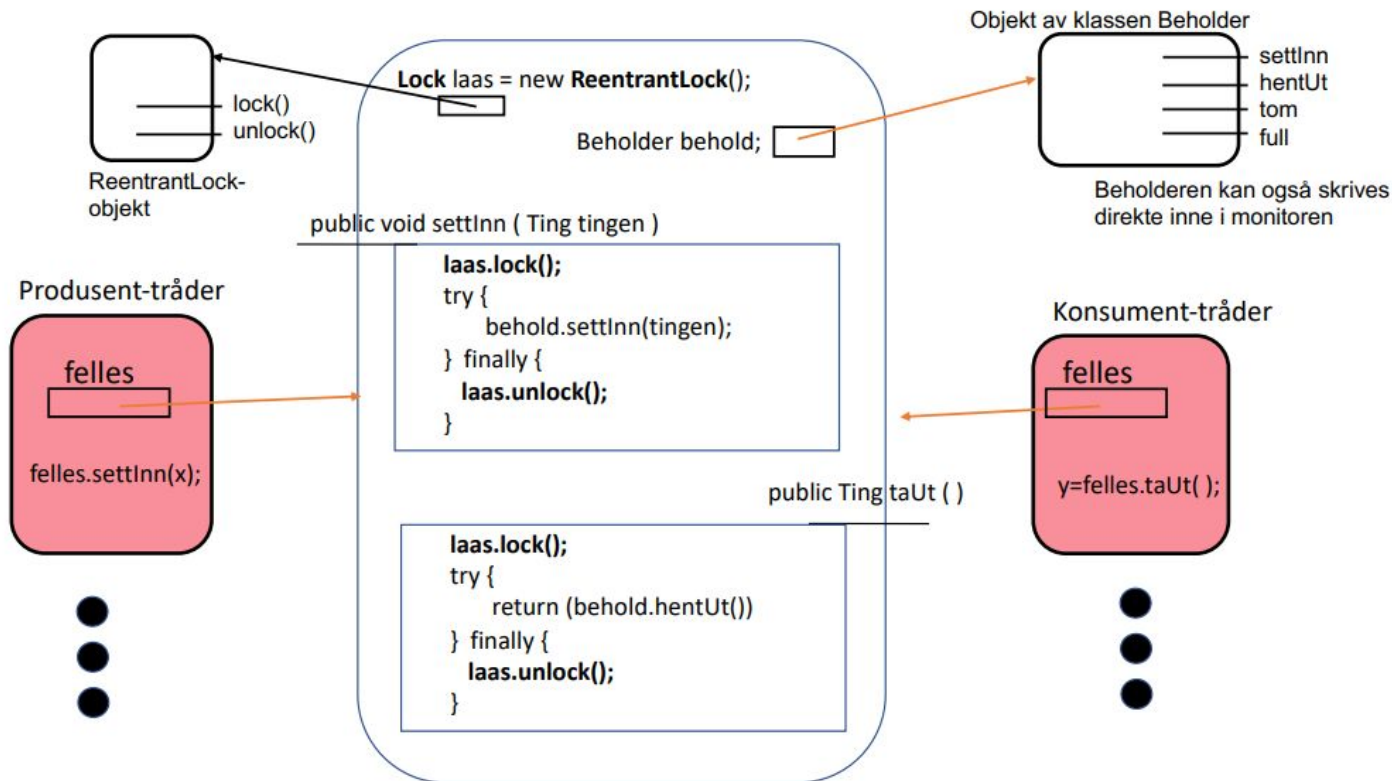 Objekt av klassen Beholder
settInn
hentUt
tom
full
Beholderen kan også skrives
direkte inne i monitoren
lock()
unlock()
ReentrantLock-
objekt
Lock laas = new ReentrantLock();
Beholder behold;
public void settInn ( Ting tingen )
laas.lock();
try {
behold.settInn(tingen);
} finally {
laas.unlock();
}
Produsent-tråder
felles
felles.settInn(x);
Konsument-tråder
felles
y=felles.taUt( );
public Ting taUt ( )
laas.lock();
try {
return (behold.hentUt())
} finally {
laas.unlock();
}